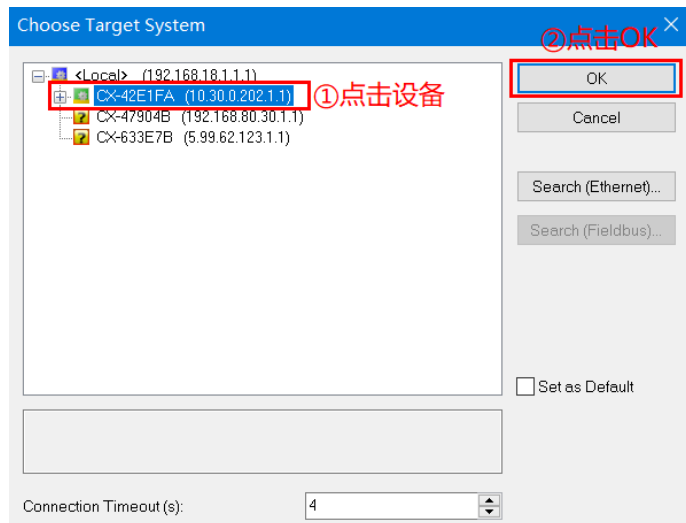 Choose Target System
②点击OK
<Local> (192.168.18.1.1.1)
OK
CX-42E1FA (10.30.0.202.1.1)
①点击设备
CX-47904B (192.168.80.30.1.1)
Cancel
CX-633E7B (5.99.62.123.1.1)
Search (Ethernet)...
Search (Fieldbus)...
Set as Default
Connection Timeout (s):
4